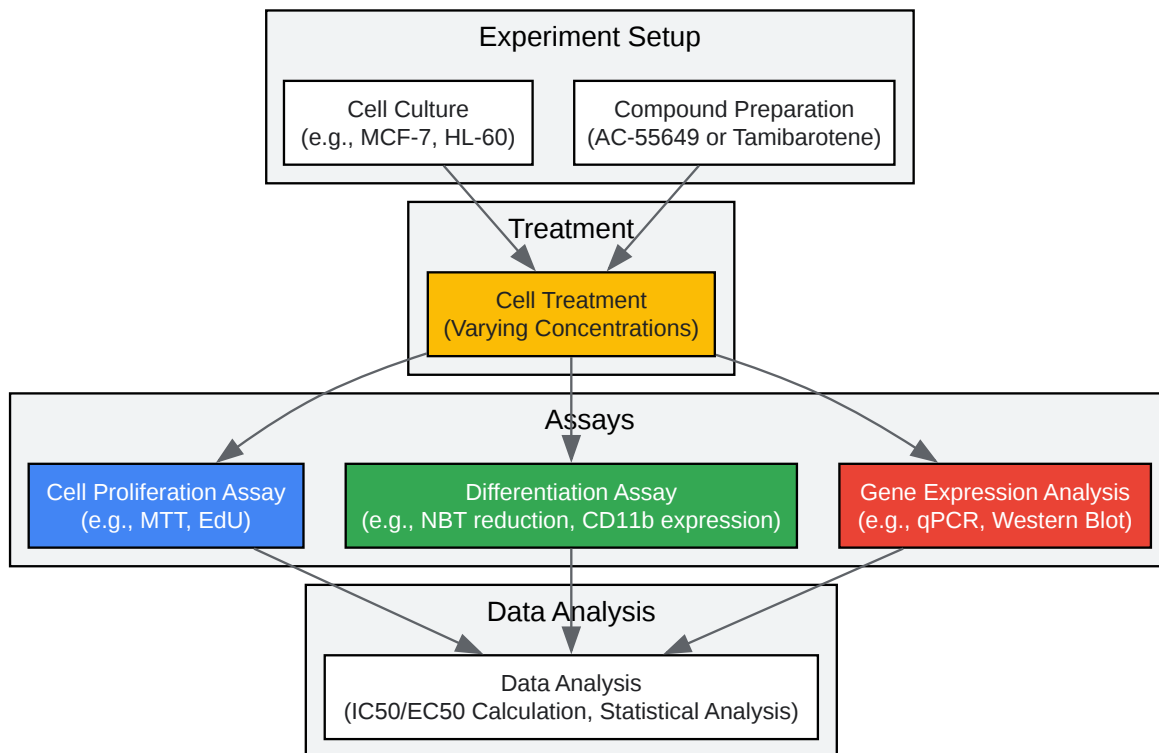 Experiment Setup
Cell Culture
(e.g., MCF-7, HL-60)
Compound Preparation
(AC-55649 or Tamibarotene)
Treatment
Cell Treatment
(Varying Concentrations)
Assays
Cell Proliferation Assay
(e.g., MTT, EdU)
Differentiation Assay
(e.g., NBT reduction, CD11b expression)
Gene Expression Analysis
(e.g., qPCR, Western Blot)
Data Analysis
Data Analysis
(IC50/EC50 Calculation, Statistical Analysis)